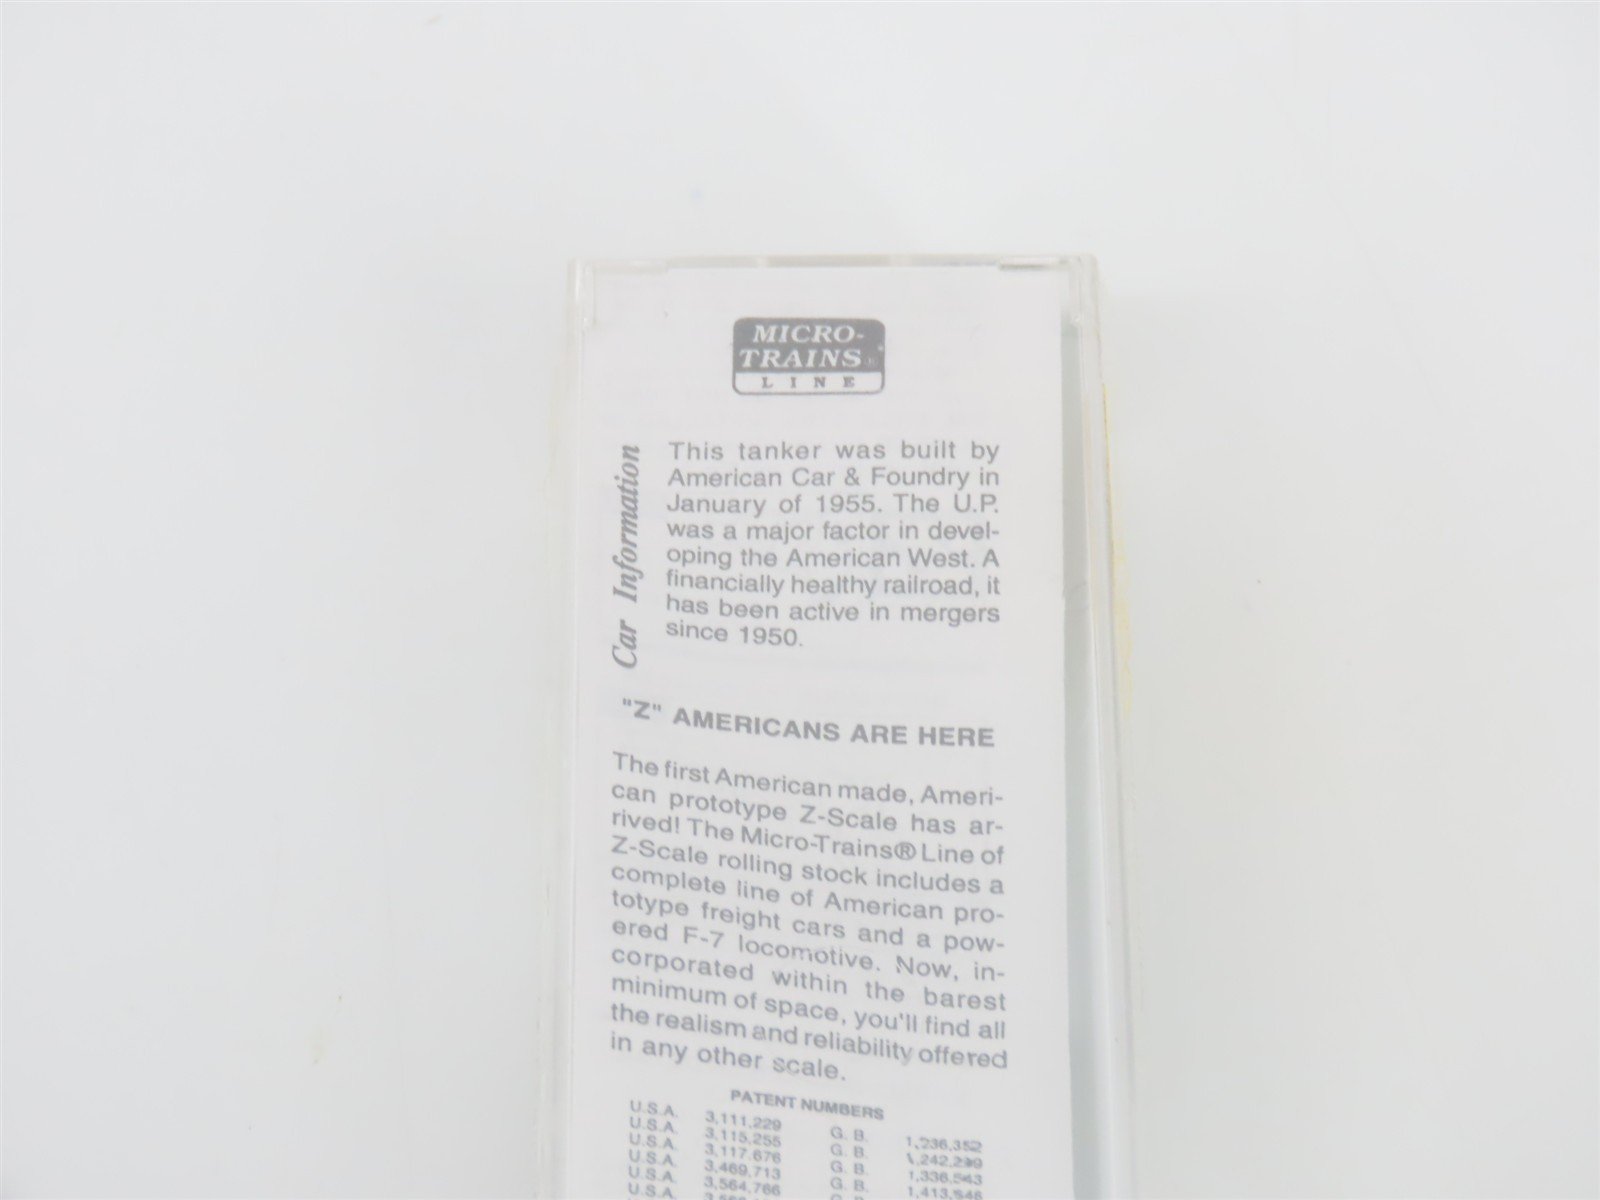 MICRO-
TRAINS®
LINE
Car Information
This tanker was built by
American Car & Foundry in
January of 1955. The U.P.
was a major factor in devel-
oping the American West. A
financially healthy railroad, it
has been active in mergers
since 1950.
"Z" AMERICANS ARE HERE
The first American made, Ameri-
can prototype Z-Scale has ar-
rived! The Micro-Trains® Line of
Z-Scale rolling stock includes a
complete line of American pro-
totype freight cars and a pow-
ered F-7 locomotive. Now, in-
corporated within the barest
minimum of space, you'll find all
the realism and reliability offered
in any other scale.
PATENT NUMBERS
U.S.A. 3,111,229 G. B. 1,236,352
U.S.A. 3,115,255 G. B. 1,242,299
U.S.A. 3,117,676 G. B. 1,336,543
U.S.A. 3,469,713 G. B. 1,413,546
U.S.A. 3,564,766
U.S.A.